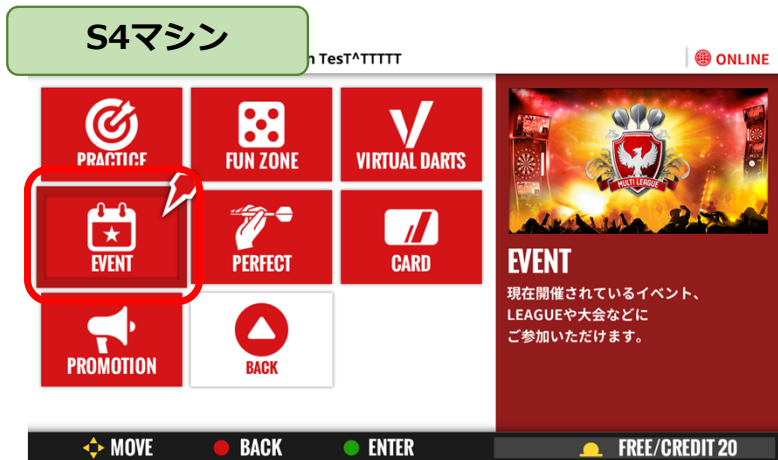 S4マシン
n TesT^TTTTT
ONLINE
PRACTICE
FUN ZONE
VIRTUAL DARTS
EVENT
PERFECT
CARD
PROMOTION
BACK
MULTI LEAGUE
EVENT
現在開催されているイベント、
LEAGUEや大会などに
ご参加いただけます。
MOVE
BACK
ENTER
FREE/CREDIT 20